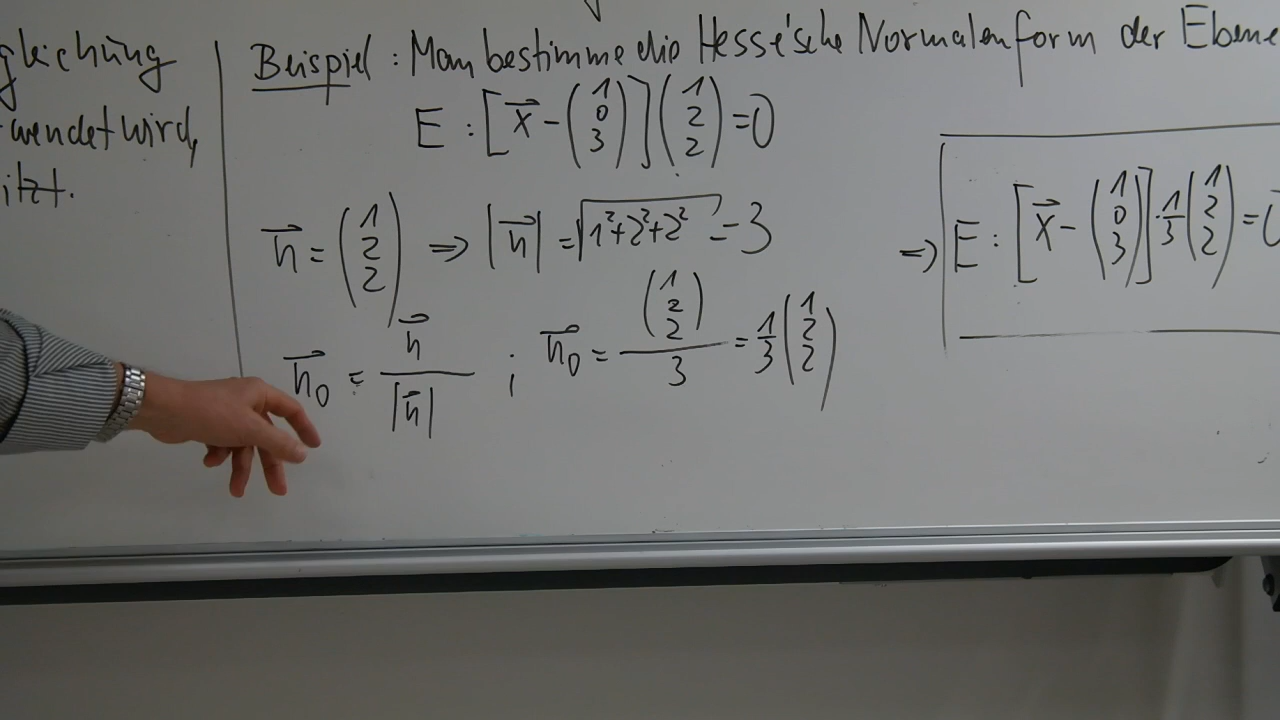 gleichung
wendet wird,
itzt.
Beispiel : Man bestimme die Hesse'sche Normalenform der Ebene
E : [x⃗ - (1 0 3)] (1 2 2) = 0
n⃗ = (1 2 2) ⇒ |n⃗| = √(1²+2²+2²) = 3
n⃗₀ = n⃗ / |n⃗| ; n⃗₀ = (1 2 2) / 3 = 1/3 (1 2 2)
⇒ E : [x⃗ - (1 0 3)] · 1/3 (1 2 2) = 0